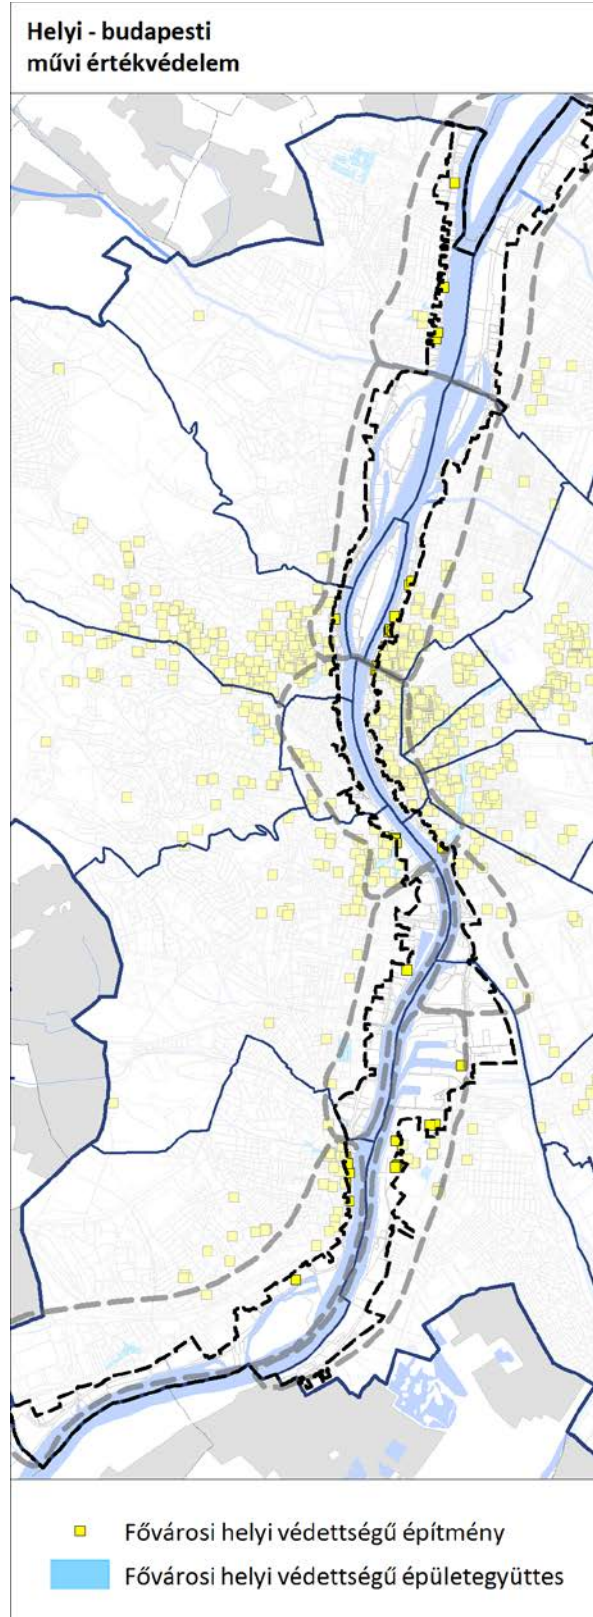 Helyi - budapesti
művi értékvédelem
Fővárosi helyi védettségű építmény
Fővárosi helyi védettségű épületegyüttes